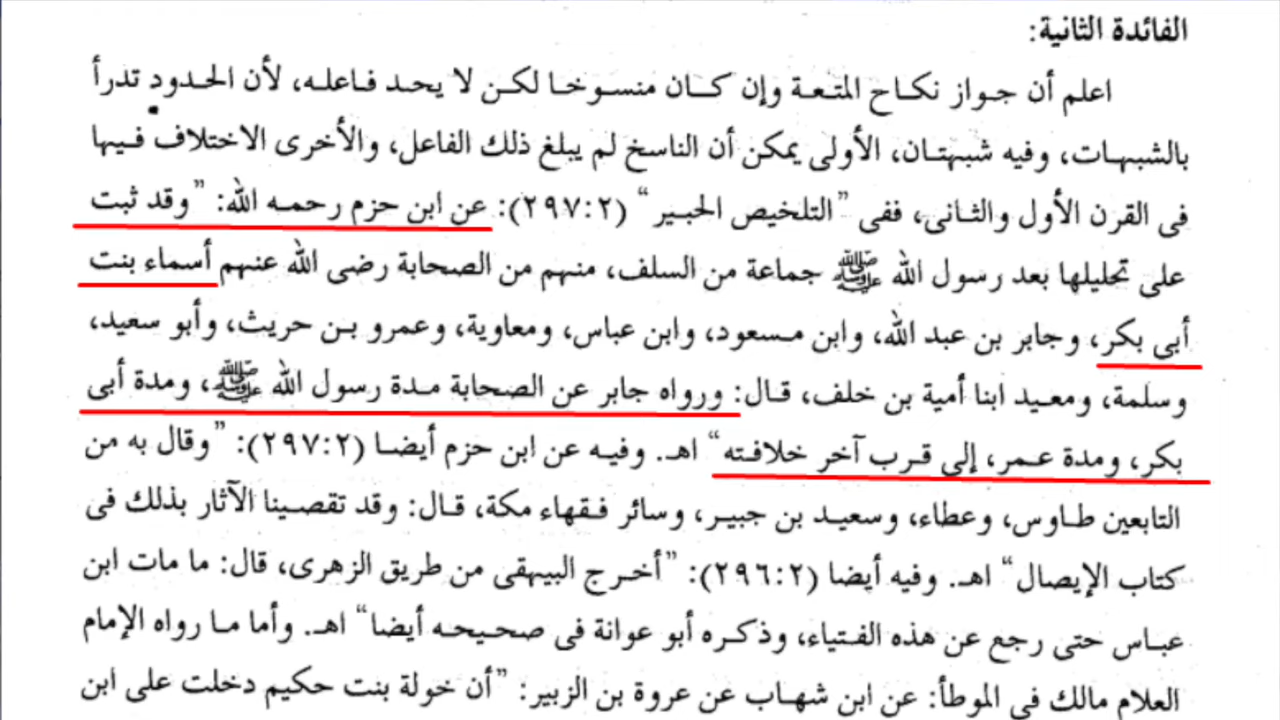 الفائدة الثانية:
اعلم أن جواز نكاح المتعة وإن كان منسوخا لكن لا يحد فاعله، لأن الحدود تدرأ
بالشبهات، وفيه شبهتان، الأولى يمكن أن الناسخ لم يبلغ ذلك الفاعل، والأخرى الاختلاف فيها
فى القرن الأول والثانى، ففى ”التلخيص الحبير“ (٢٩٧:٢): عن ابن حزم رحمه الله: ”وقد ثبت
على تحليلها بعد رسول الله ﷺ جماعة من السلف، منهم من الصحابة رضى الله عنهم أسماء بنت
أبى بكر، وجابر بن عبد الله، وابن مسعود، وابن عباس، ومعاوية، وعمرو بن حريث، وأبو سعيد،
وسلمة، ومعبد ابنا أمية بن خلف، قال: ورواه جابر عن الصحابة مدة رسول الله ﷺ، ومدة أبى
بكر، ومدة عمر، إلى قرب آخر خلافته“ اهـ. وفيه عن ابن حزم أيضا (٢٩٧:٢): ”وقال به من
التابعين طاوس، وعطاء، وسعيد بن جبير، وسائر فقهاء مكة، قال: وقد تقصينا الآثار بذلك فى
كتاب الإيصال“ اهـ. وفيه أيضا (٢٩٦:٢): ”أخرج البيهقى من طريق الزهرى، قال: ما مات ابن
عباس حتى رجع عن هذه الفتياء، وذكره أبو عوانة فى صحيحه أيضا“ اهـ. وأما ما رواه الإمام
العلام مالك فى الموطأ: عن ابن شهاب عن عروة بن الزبير: ”أن خولة بنت حكيم دخلت على ابن